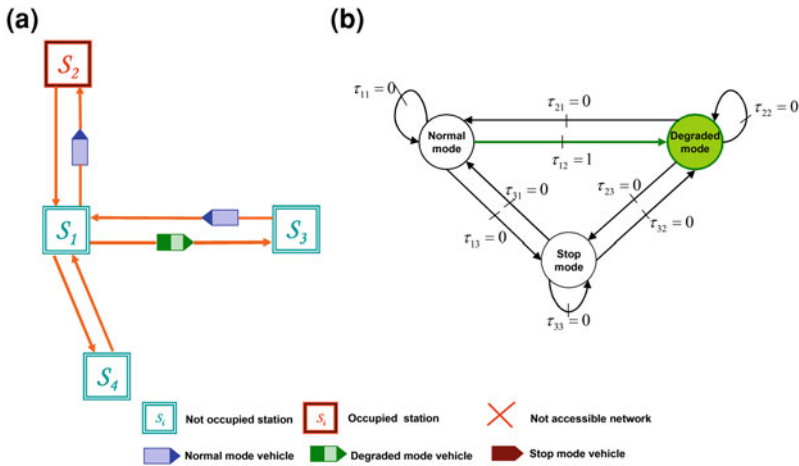 (a)
S2
S1
S3
S4
(b)
τ11 = 0
τ21 = 0
τ22 = 0
Normal mode
Degraded mode
τ12 = 1
τ31 = 0
τ23 = 0
τ13 = 0
τ32 = 0
Stop mode
τ33 = 0
Si Not occupied station
Si Occupied station
Not accessible network
Normal mode vehicle
Degraded mode vehicle
Stop mode vehicle